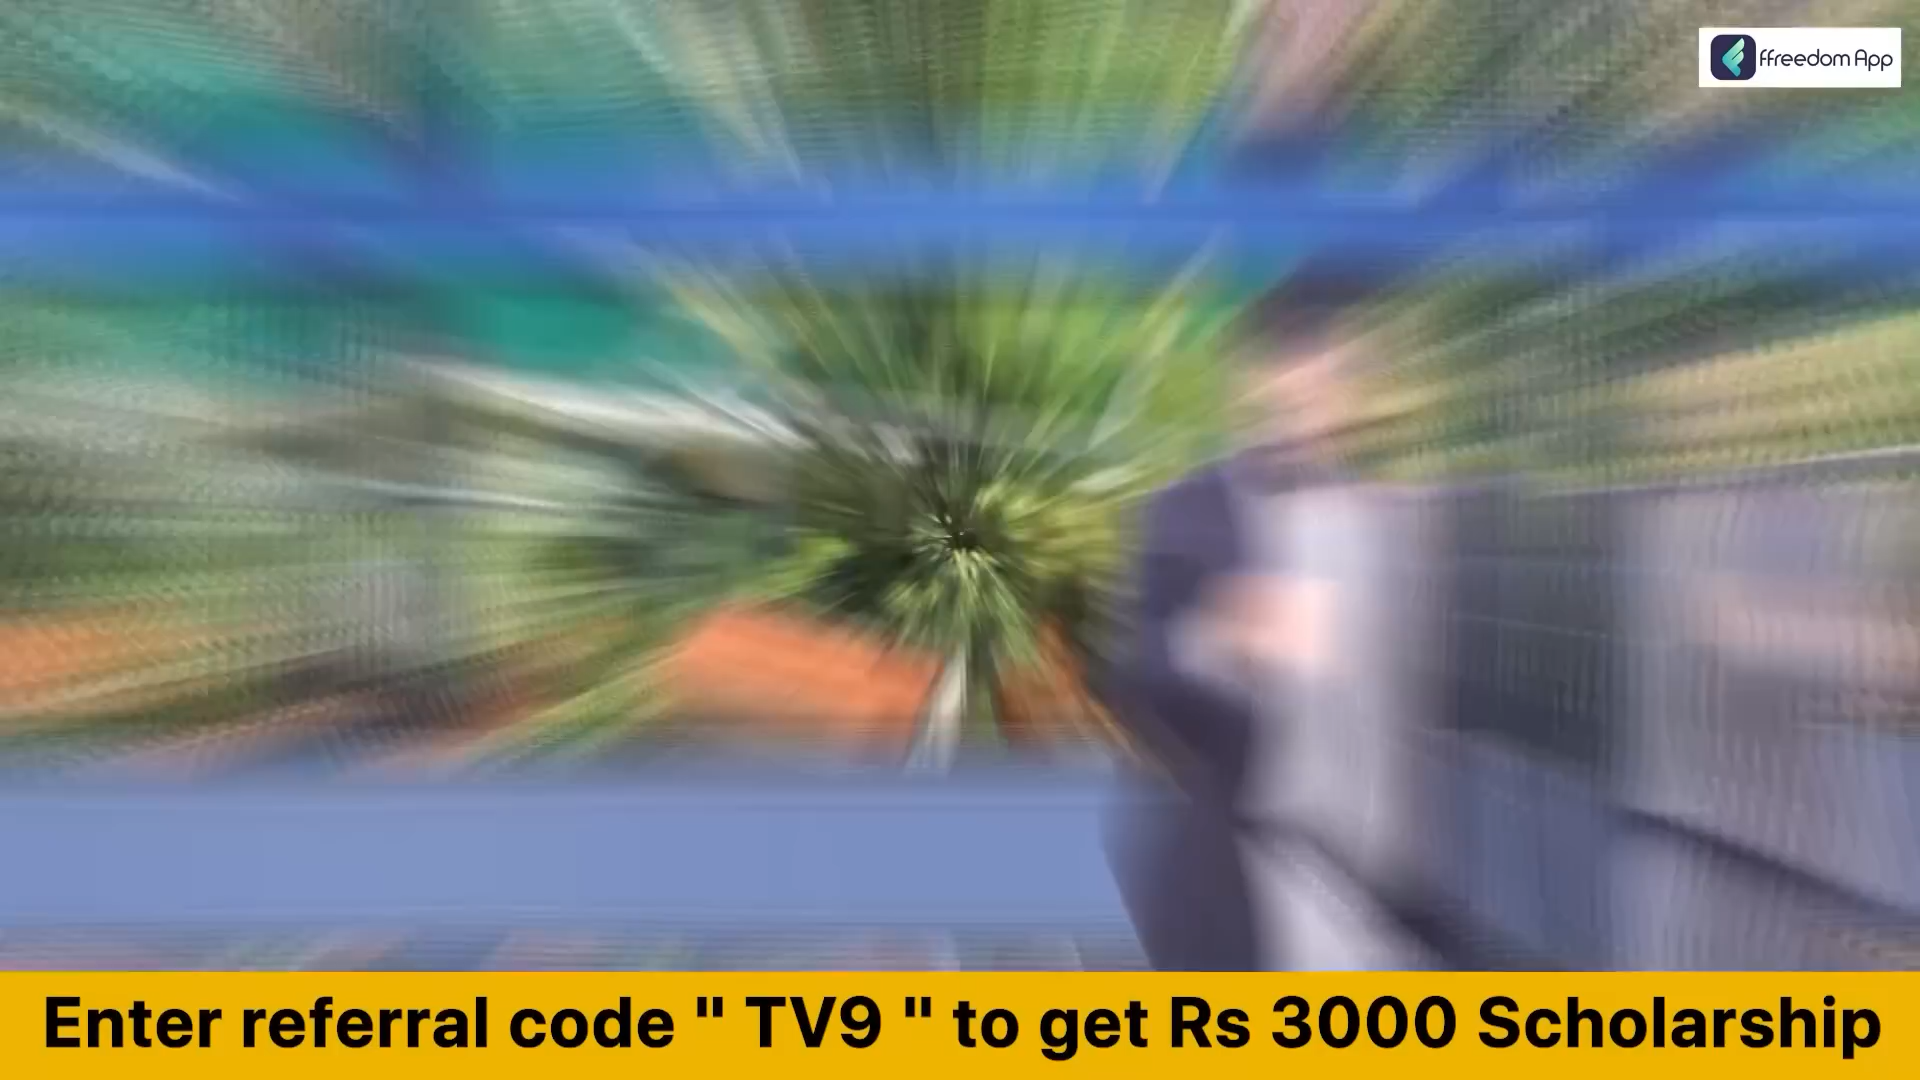 ffreedom App
Enter referral code " TV9 " to get Rs 3000 Scholarship